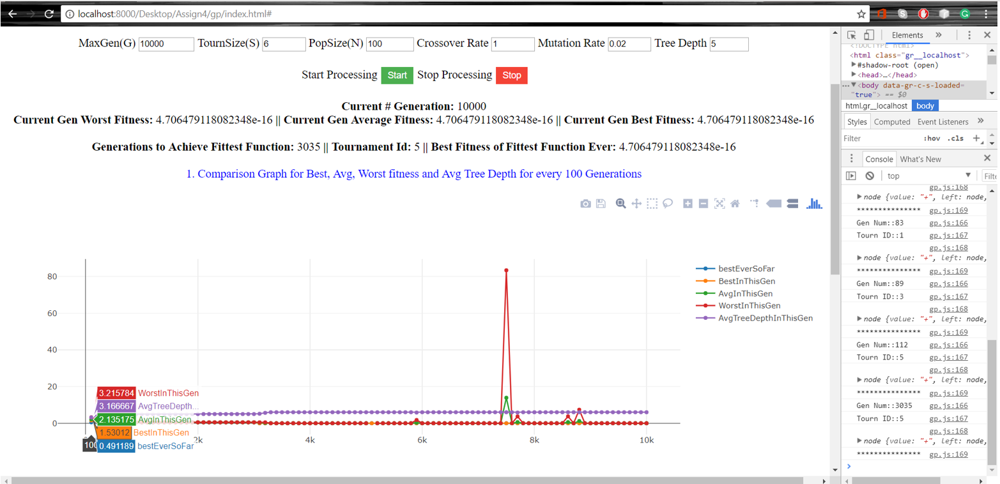 localhost:8000/Desktop/Assign4/gp/index.html#
MaxGen(G) 10000 TournSize(S) 6 PopSize(N) 100 Crossover Rate 1 Mutation Rate 0.02 Tree Depth 5
Start Processing Start Stop Processing Stop
Current # Generation: 10000
Current Gen Worst Fitness: 4.706479118082348e-16 || Current Gen Average Fitness: 4.706479118082348e-16 || Current Gen Best Fitness: 4.706479118082348e-16
Generations to Achieve Fittest Function: 3035 || Tournament Id: 5 || Best Fitness of Fittest Function Ever: 4.706479118082348e-16
1. Comparison Graph for Best, Avg, Worst fitness and Avg Tree Depth for every 100 Generations
80
60
40
20
0
3.215784 WorstInThisGen
3.166667 AvgTreeDepth...
2.135175 AvgInThisGen
1.53012 BestInThisGen
0.491189 bestEverSoFar
100
2k
4k
6k
8k
10k
bestEverSoFar
BestInThisGen
AvgInThisGen
WorstInThisGen
AvgTreeDepthInThisGen
Elements »
<!DOCTYPE html>
<html class="gr__localhost">
#shadow-root (open)
<head>…</head>
<body data-gr-c-s-loaded=
"true"> == $0
html.gr__localhost body
Styles Computed Event Listeners »
Filter :hov .cls +
Console What's New
top
gp.js:168
node {value: "+", left: node,
*************** gp.js:169
Gen Num::83 gp.js:166
Tourn ID::1 gp.js:167
gp.js:168
node {value: "+", left: node,
*************** gp.js:169
Gen Num::89 gp.js:166
Tourn ID::3 gp.js:167
gp.js:168
node {value: "+", left: node,
*************** gp.js:169
Gen Num::112 gp.js:166
Tourn ID::5 gp.js:167
gp.js:168
node {value: "+", left: node,
*************** gp.js:169
Gen Num::3035 gp.js:166
Tourn ID::5 gp.js:167
gp.js:168
node {value: "+", left: node,
*************** gp.js:169